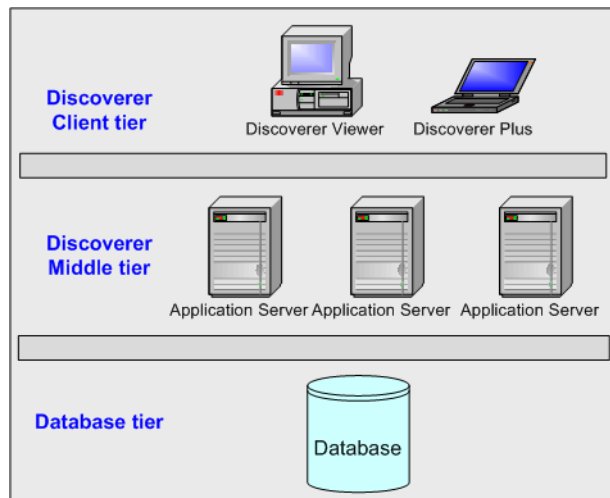 Discoverer
Client tier
Discoverer Viewer
Discoverer Plus
Discoverer
Middle tier
Application Server
Application Server
Application Server
Database tier
Database